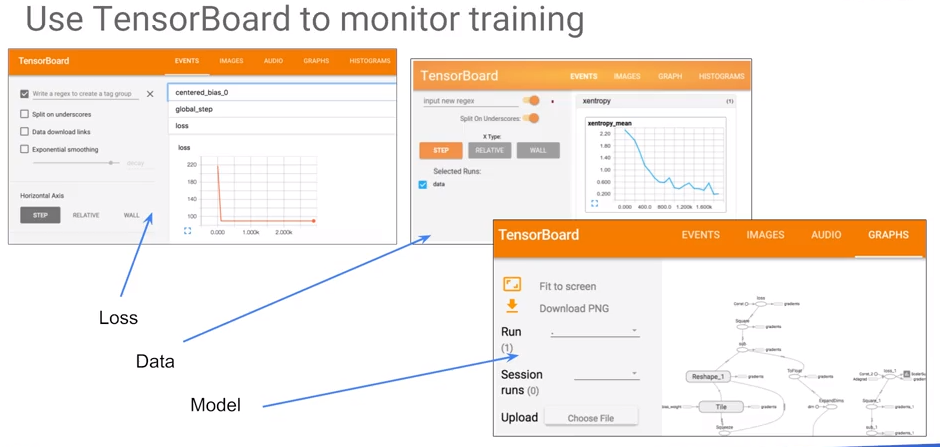 Use TensorBoard to monitor training
TensorBoard
EVENTS IMAGES AUDIO GRAPHS HISTOGRAMS
Write a regex to create a tag group
Split on underscores
Data download links
Exponential smoothing
decay
Horizontal Axis
STEP RELATIVE WALL
centered_bias_0
global_step
loss
loss
220
180
140
100
0.000 1.000k 2.000k
TensorBoard
EVENTS IMAGES GRAPH HISTOGRAMS
input new regex
Split On Underscores:
X Type:
STEP RELATIVE WALL
Selected Runs:
data
xentropy (1)
xentropy_mean
2.20
1.80
1.40
1.00
0.600
0.200
0.000 400.0 800.0 1.200k 1.600k
TensorBoard
EVENTS IMAGES AUDIO GRAPHS
Fit to screen
Download PNG
Run
(1)
.
Session
runs (0)
Upload Choose File
loss
Const gradients
Square
gradients
sub
gradients
Reshape_1 gradients
ToFloat
gradients
Const_2 loss_1
Adagrad gradients
bias_weight Tile gradients
dim ExpandDims
Square_1
gradients_1
Squeeze
sub_1
gradients_1
Loss
Data
Model